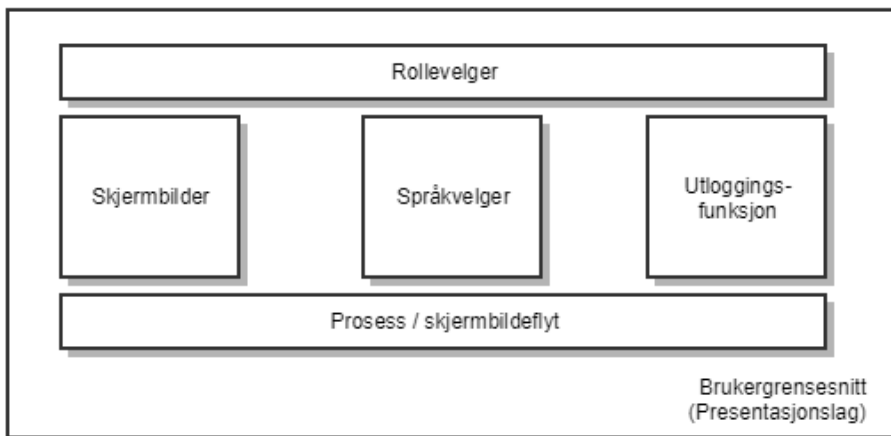 Rollevelger
Skjermbilder
Språkvelger
Utloggings-
funksjon
Prosess / skjermbildeflyt
Brukergrensesnitt
(Presentasjonslag)